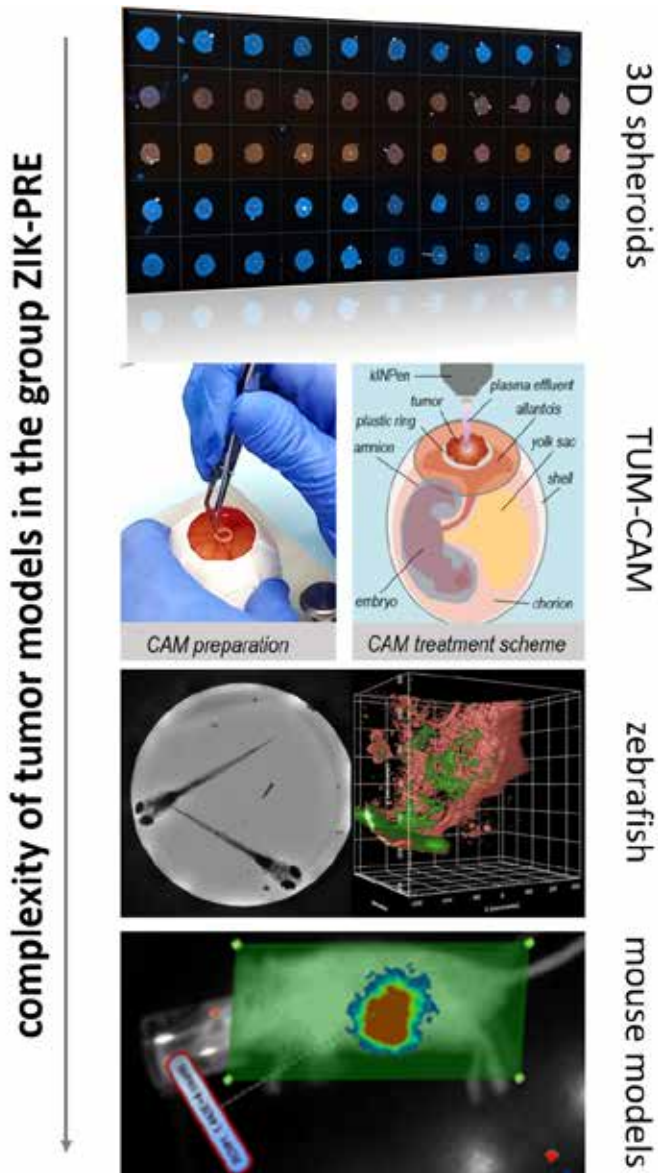 complexity of tumor models in the group ZIK-PRE
3D spheroids
TUM-CAM
kINPen
plasma effluent
tumor
allantois
plastic ring
yolk sac
amnion
shell
embryo
chorion
CAM preparation
CAM treatment scheme
zebrafish
mouse models